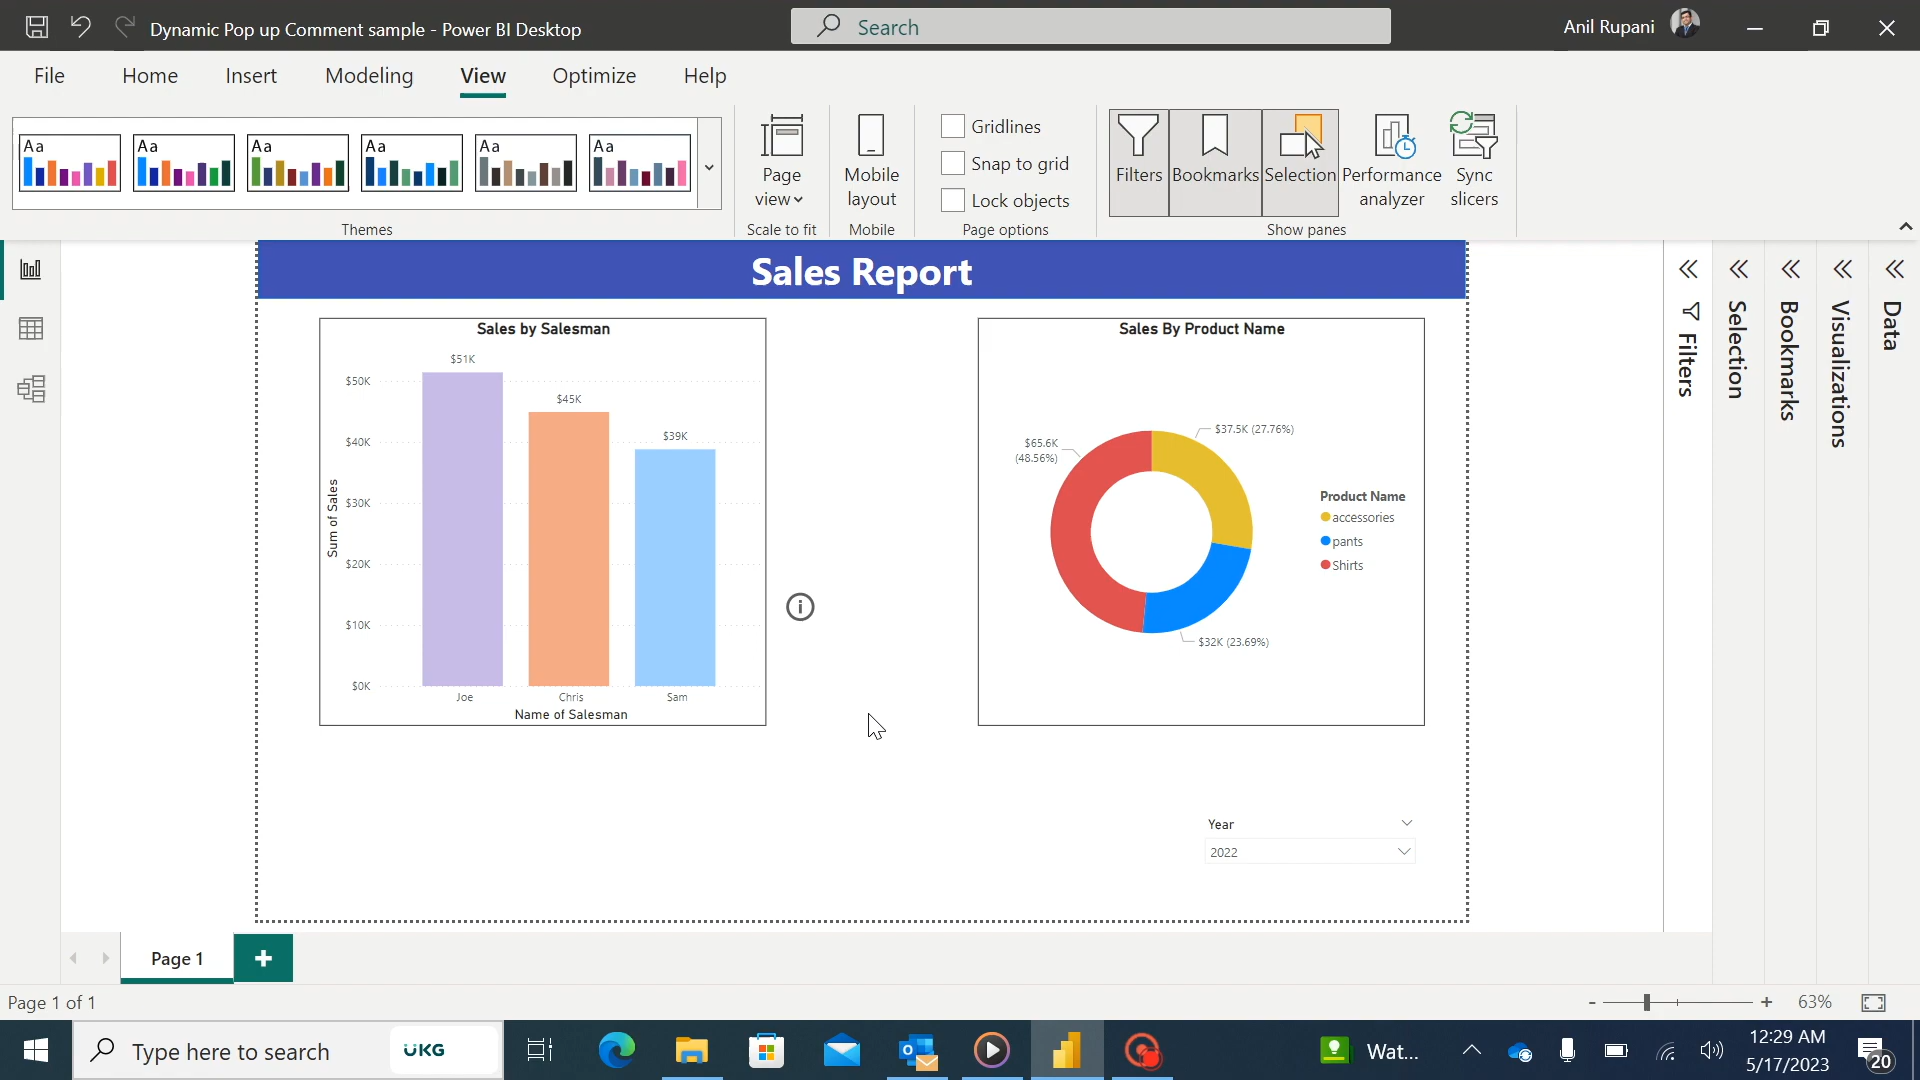 Dynamic Pop up Comment sample - Power BI Desktop
Search
Anil Rupani
File Home Insert Modeling View Optimize Help
Aa Aa Aa Aa Aa Aa
Themes
Page
view
Scale to fit
Mobile
layout
Mobile
Gridlines
Snap to grid
Lock objects
Page options
Filters
Bookmarks
Selection
Performance
analyzer
Sync
slicers
Show panes
Sales Report
Sales by Salesman
$51K
$45K
$39K
$50K
$40K
$30K
$20K
$10K
$0K
Sum of Sales
Joe Chris Sam
Name of Salesman
Sales By Product Name
$37.5K (27.76%)
$65.6K
(48.56%)
$32K (23.69%)
Product Name
accessories
pants
Shirts
Year
2022
Filters
Selection
Bookmarks
Visualizations
Data
Page 1
Page 1 of 1
63%
Type here to search
UKG
Wat...
12:29 AM
5/17/2023
20